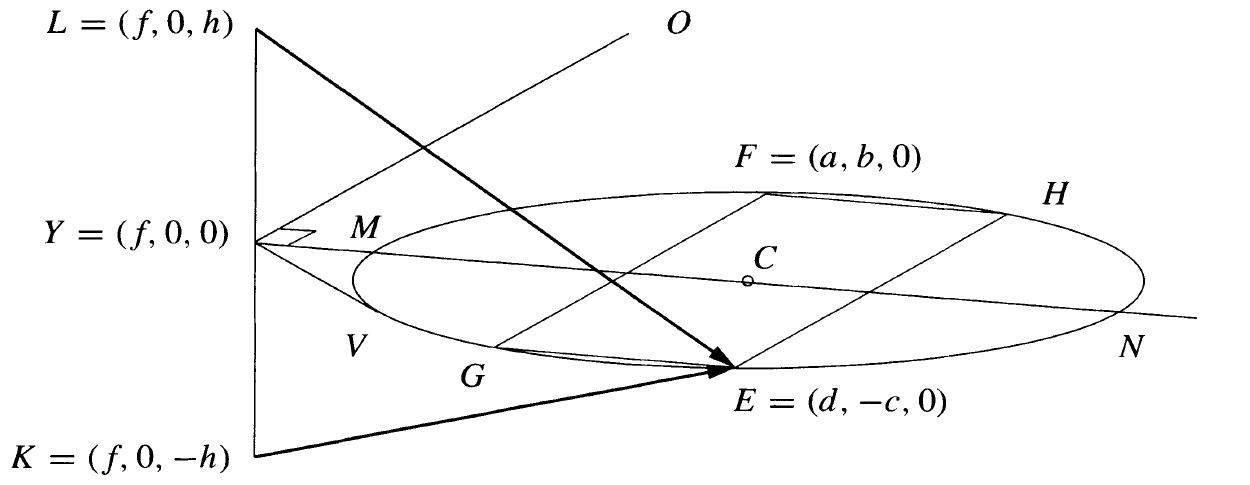 L = (f, 0, h)
O
F = (a, b, 0)
H
Y = (f, 0, 0)
M
C
V
N
G
E = (d, −c, 0)
K = (f, 0, −h)